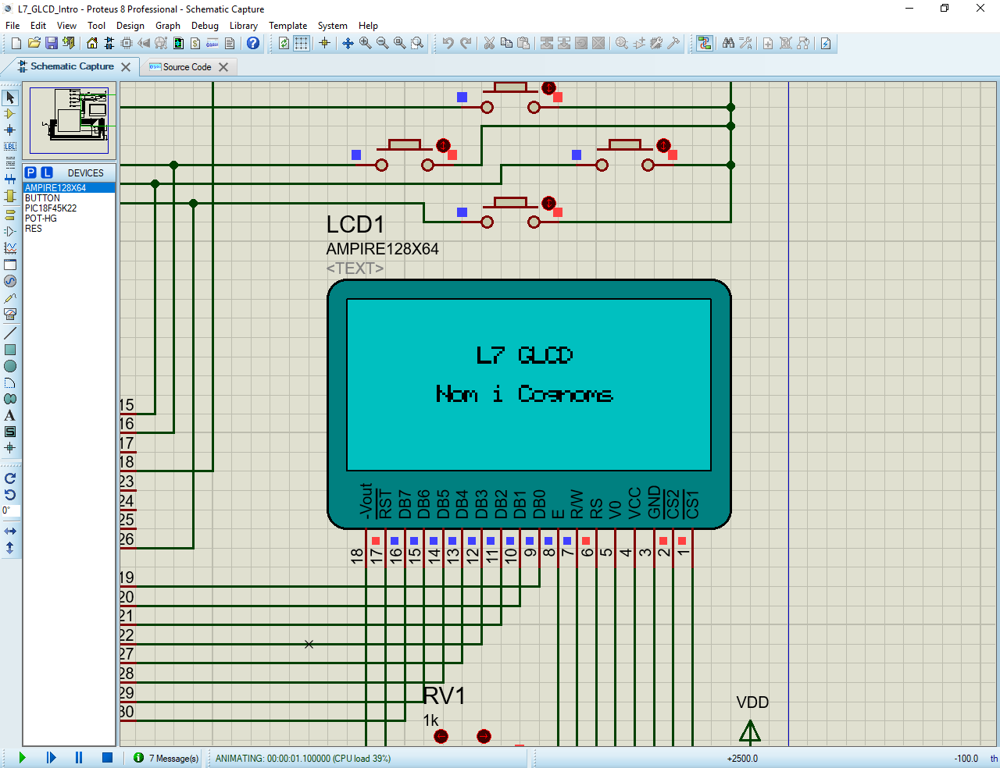 L7_GLCD_Intro - Proteus 8 Professional - Schematic Capture
File Edit View Tool Design Graph Debug Library Template System Help
Schematic Capture
Source Code
P L DEVICES
AMPIRE128X64
BUTTON
PIC18F45K22
POT-HG
RES
LBL
A
S
0°
LCD1
AMPIRE128X64
<TEXT>
L7 GLCD
Nom i Cognoms
-Vout RST DB7 DB6 DB5 DB4 DB3 DB2 DB1 DB0 E R/W RS V0 VCC GND CS2 CS1
18 17 16 15 14 13 12 11 10 9 8 7 6 5 4 3 2 1
15
16
17
18
23
24
25
26
19
20
21
22
27
28
29
30
RV1
1k
VDD
7 Message(s)
ANIMATING: 00:00:01.100000 (CPU load 39%)
+2500.0
-100.0
th